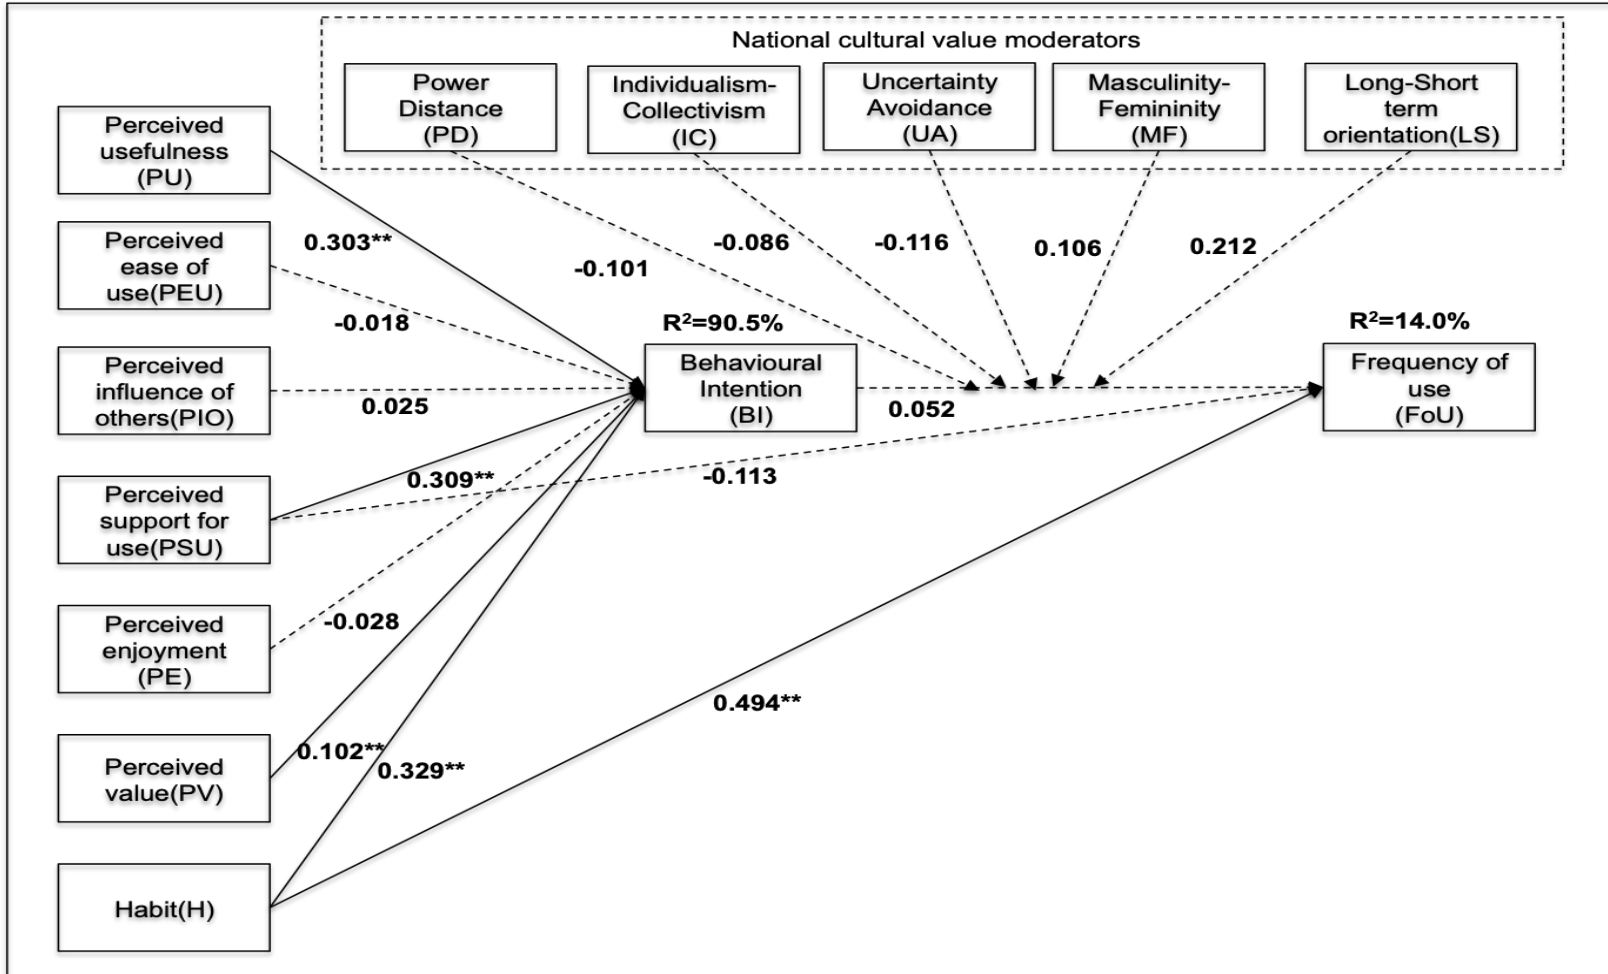 National cultural value moderators
Power
Distance
(PD)
Individualism-
Collectivism
(IC)
Uncertainty
Avoidance
(UA)
Masculinity-
Femininity
(MF)
Long-Short
term
orientation(LS)
Perceived
usefulness
(PU)
Perceived
ease of
use(PEU)
Perceived
influence of
others(PIO)
Perceived
support for
use(PSU)
Perceived
enjoyment
(PE)
Perceived
value(PV)
Habit(H)
0.303**
-0.018
0.025
0.309**
-0.028
0.102**
0.329**
-0.101
-0.086
-0.116
0.106
0.212
R²=90.5%
Behavioural
Intention
(BI)
0.052
-0.113
0.494**
R²=14.0%
Frequency of
use
(FoU)